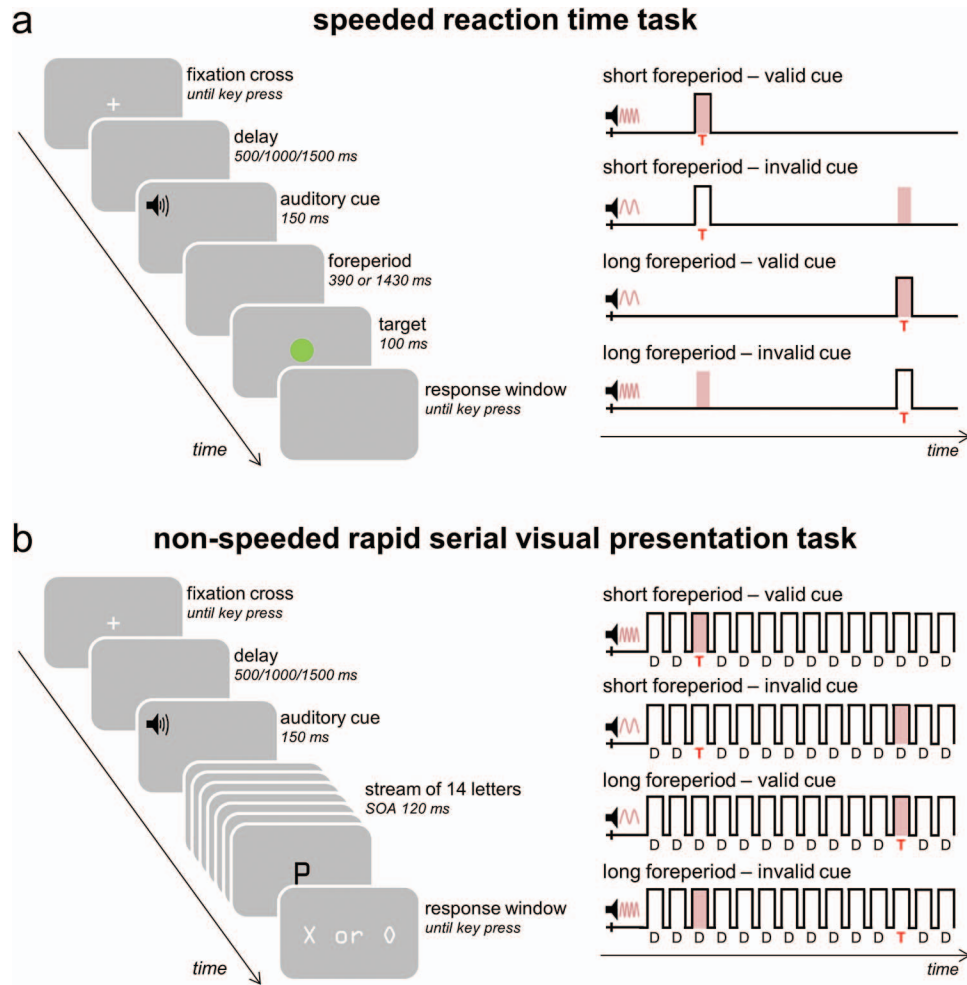 a
speeded reaction time task
fixation cross
until key press
delay
500/1000/1500 ms
auditory cue
150 ms
foreperiod
390 or 1430 ms
target
100 ms
response window
until key press
time
short foreperiod – valid cue
T
short foreperiod – invalid cue
T
long foreperiod – valid cue
T
long foreperiod – invalid cue
T
time
b
non-speeded rapid serial visual presentation task
fixation cross
until key press
delay
500/1000/1500 ms
auditory cue
150 ms
stream of 14 letters
SOA 120 ms
P
response window
until key press
X or O
time
short foreperiod – valid cue
D D T D D D D D D D D D D D
short foreperiod – invalid cue
D D T D D D D D D D D D D D
long foreperiod – valid cue
D D D D D D D D D D D T D D
long foreperiod – invalid cue
D D D D D D D D D D D T D D
time